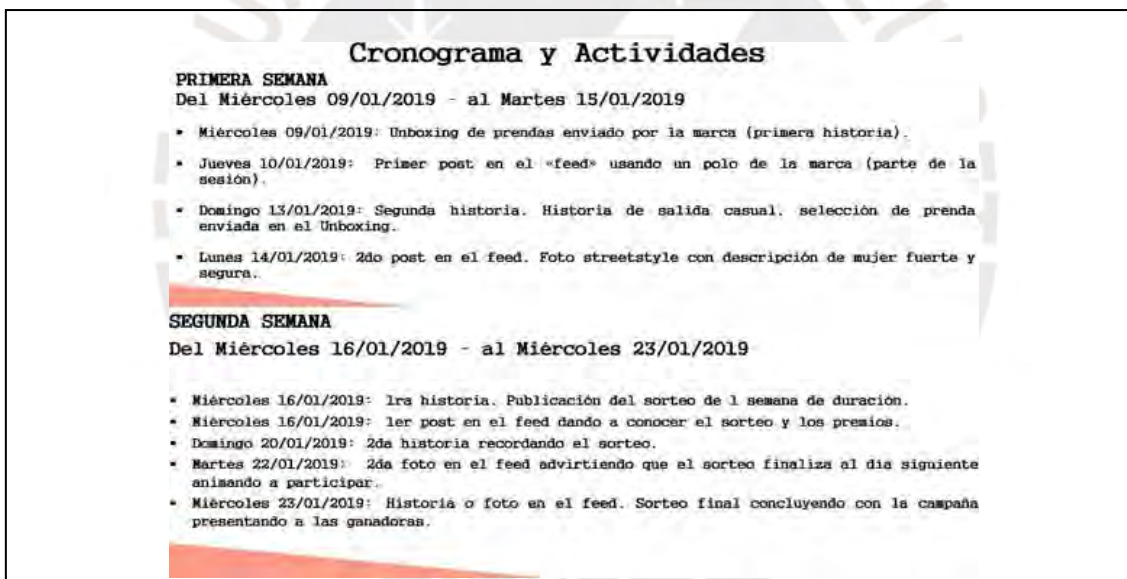 Cronograma y Actividades
PRIMERA SEMANA
Del Miércoles 09/01/2019 - al Martes 15/01/2019
• Miércoles 09/01/2019: Unboxing de prendas enviado por la marca (primera historia).
• Jueves 10/01/2019: Primer post en el «feed» usando un polo de la marca (parte de la
sesión).
• Domingo 13/01/2019: Segunda historia. Historia de salida casual. selección de prenda
enviada en el Unboxing.
• Lunes 14/01/2019: 2do post en el feed. Foto streetstyle con descripción de mujer fuerte y
segura.
SEGUNDA SEMANA
Del Miércoles 16/01/2019 - al Miércoles 23/01/2019
• Miércoles 16/01/2019: 1ra historia. Publicación del sorteo de 1 semana de duración.
• Miércoles 16/01/2019: 1er post en el feed dando a conocer el sorteo y los premios.
• Domingo 20/01/2019: 2da historia recordando el sorteo.
• Martes 22/01/2019: 2da foto en el feed advirtiendo que el sorteo finaliza al dia siguiente
animando a participar.
• Miércoles 23/01/2019: Historia o foto en el feed. Sorteo final concluyendo con la campaña
presentando a las ganadoras.